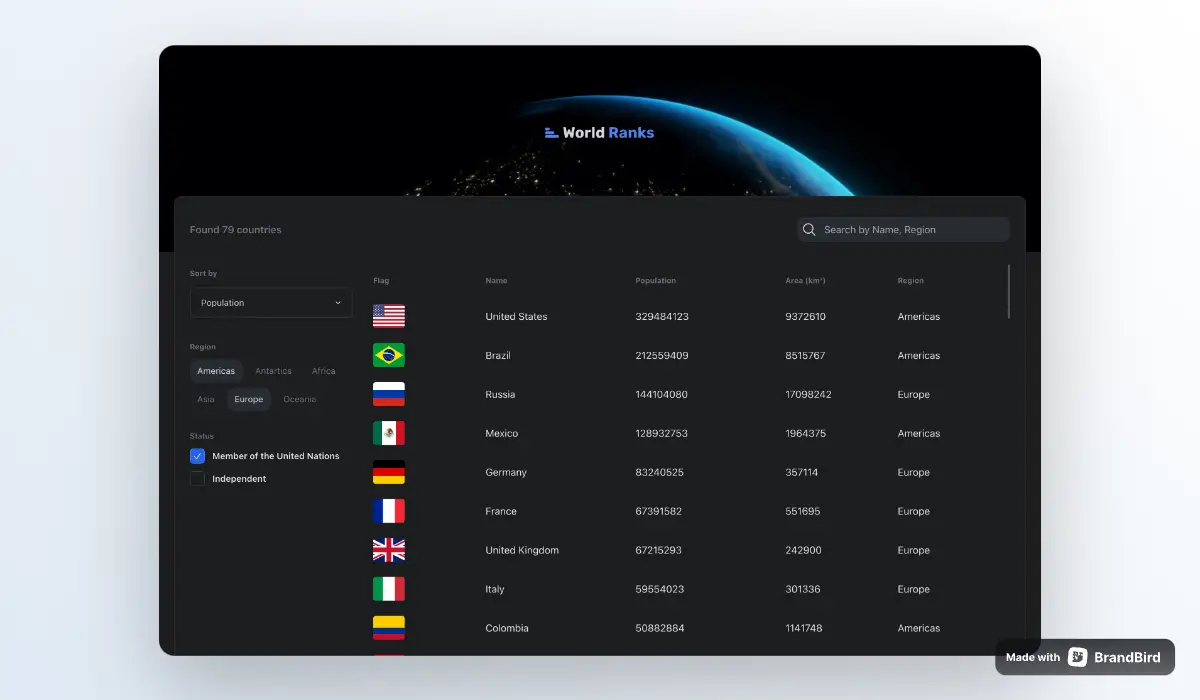 World Ranks
Found 79 countries
Search by Name, Region
Sort by
Population
Region
Americas Antartics Africa
Asia Europe Oceania
Status
Member of the United Nations
Independent
Flag Name Population Area (km²) Region
United States 329484123 9372610 Americas
Brazil 212559409 8515767 Americas
Russia 144104080 17098242 Europe
Mexico 128932753 1964375 Americas
Germany 83240525 357114 Europe
France 67391582 551695 Europe
United Kingdom 67215293 242900 Europe
Italy 59554023 301336 Europe
Colombia 50882884 1141748 Americas
Made with BrandBird